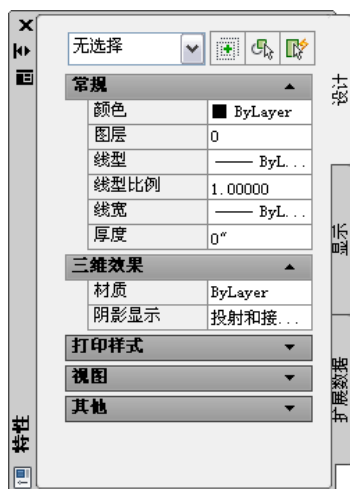 无选择
常规
颜色 ■ ByLayer
图层 0
线型 —— ByL...
线型比例 1.00000
线宽 —— ByL...
厚度 0"
三维效果
材质 ByLayer
阴影显示 投射和接...
打印样式
视图
其他
设计
显示
扩展数据
特性